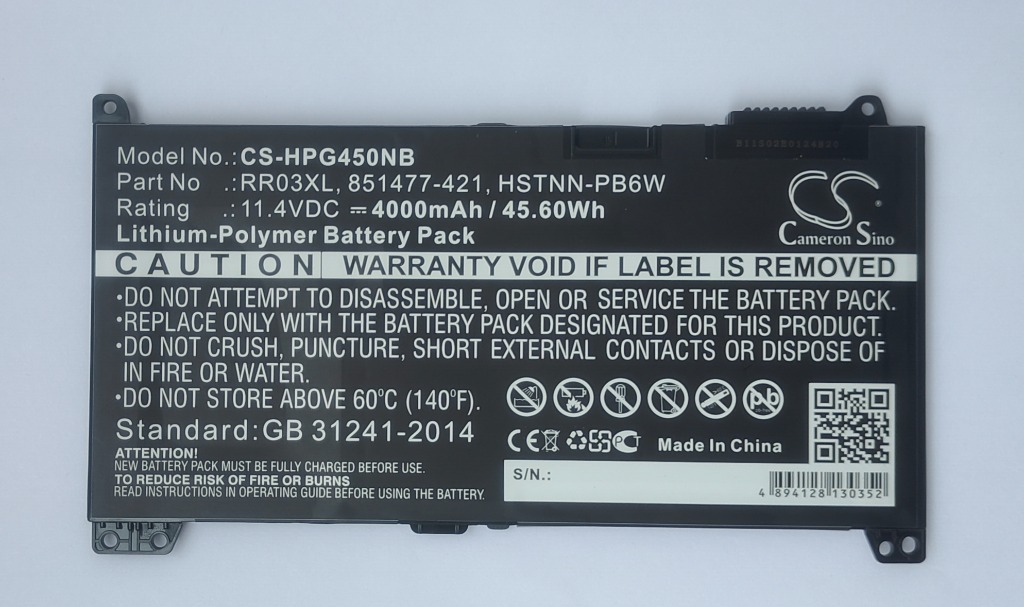 Model No.:CS-HPG450NB
Part No .:RR03XL, 851477-421, HSTNN-PB6W
Rating .:11.4VDC ⎓ 4000mAh / 45.60Wh
Lithium-Polymer Battery Pack
CS
Cameron Sino
CAUTION WARRANTY VOID IF LABEL IS REMOVED
•DO NOT ATTEMPT TO DISASSEMBLE, OPEN OR SERVICE THE BATTERY PACK.
•REPLACE ONLY WITH THE BATTERY PACK DESIGNATED FOR THIS PRODUCT.
•DO NOT CRUSH, PUNCTURE, SHORT EXTERNAL CONTACTS OR DISPOSE OF
IN FIRE OR WATER.
•DO NOT STORE ABOVE 60°C (140°F).
Standard:GB 31241-2014
ATTENTION!
NEW BATTERY PACK MUST BE FULLY CHARGED BEFORE USE.
TO REDUCE RISK OF FIRE OR BURNS
READ INSTRUCTIONS IN OPERATING GUIDE BEFORE USING THE BATTERY.
pb
CE
PC
Made In China
S/N.:
4 894128 130352